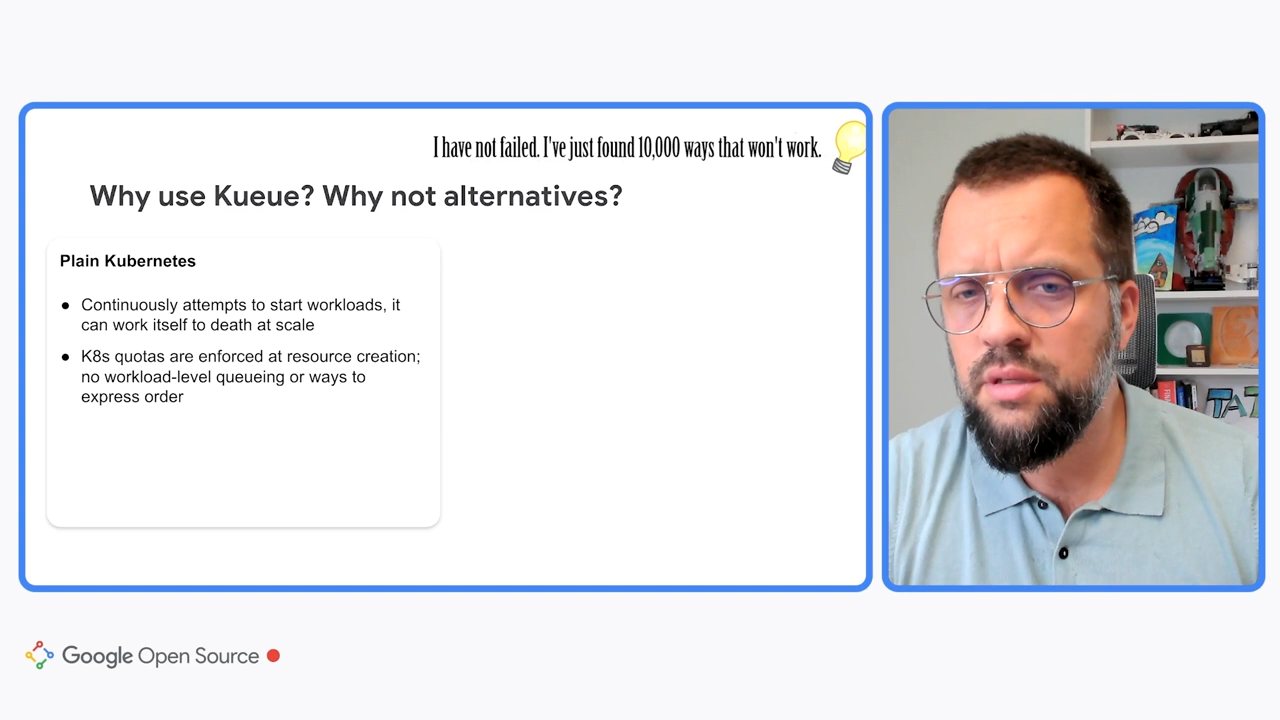 I have not failed. I've just found 10,000 ways that won't work.
Why use Kueue? Why not alternatives?
Plain Kubernetes
● Continuously attempts to start workloads, it
can work itself to death at scale
● K8s quotas are enforced at resource creation;
no workload-level queueing or ways to
express order
Google Open Source